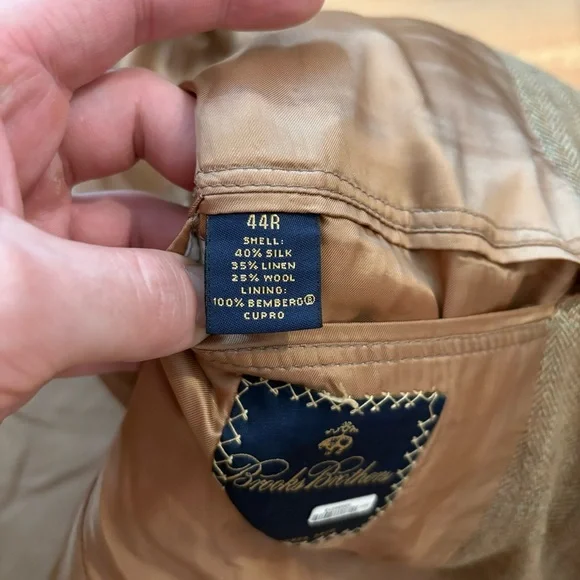 44R
SHELL:
40% SILK
35% LINEN
25% WOOL
LINING:
100% BEMBERG®
CUPRO
Brooks Brothers